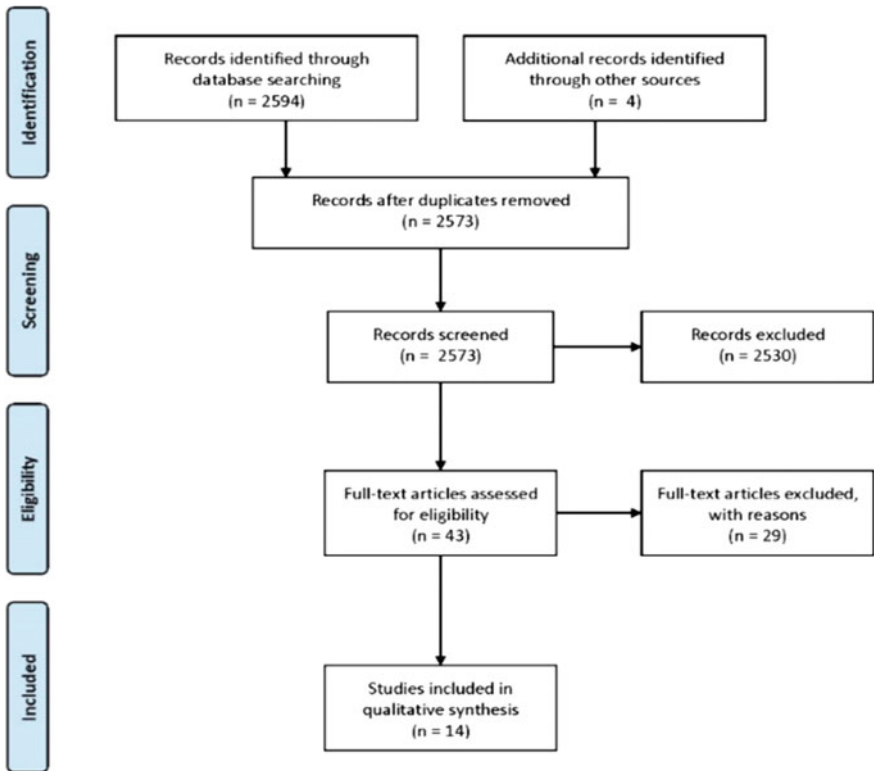 Identification
Records identified through
database searching
(n = 2594)
Additional records identified
through other sources
(n = 4)
Records after duplicates removed
(n = 2573)
Screening
Records screened
(n = 2573)
Records excluded
(n = 2530)
Eligibility
Full-text articles assessed
for eligibility
(n = 43)
Full-text articles excluded,
with reasons
(n = 29)
Included
Studies included in
qualitative synthesis
(n = 14)